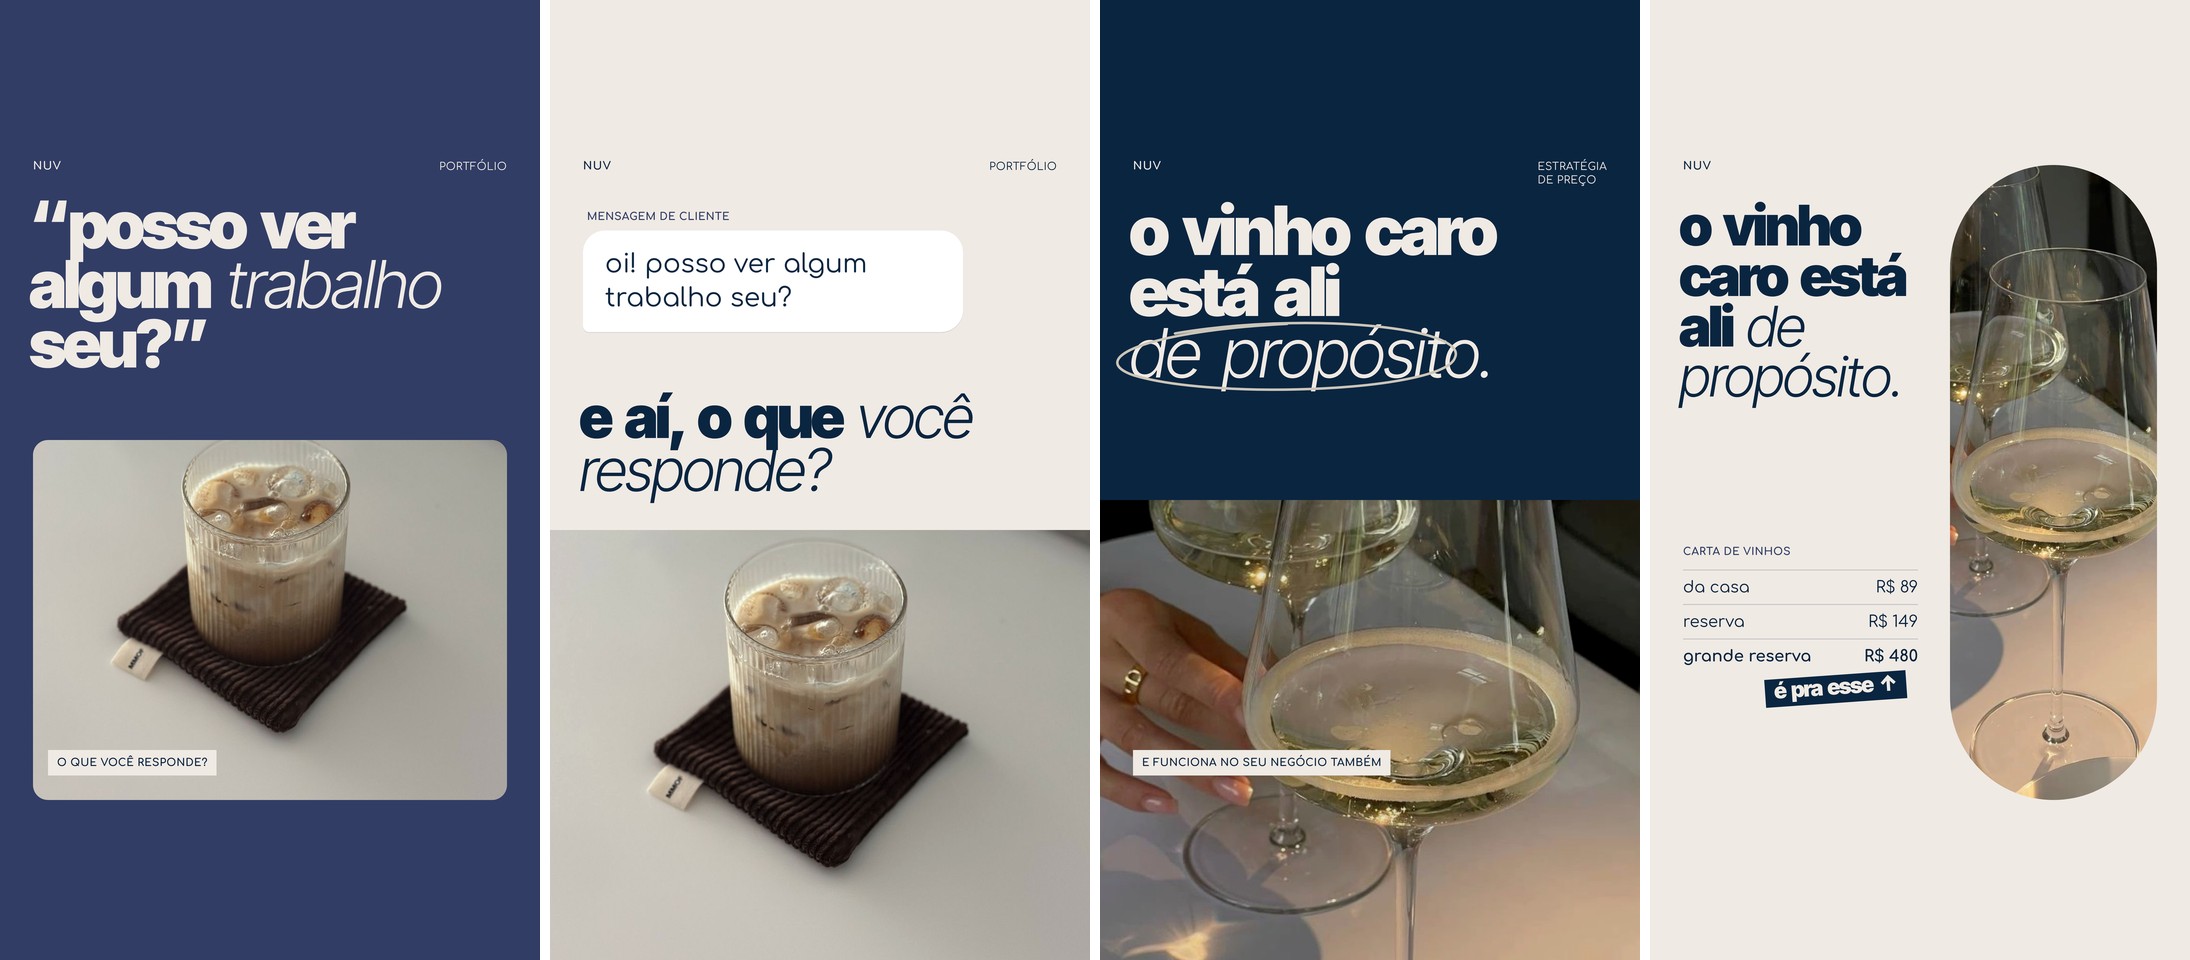 NUV
PORTFÓLIO
“posso ver
algum trabalho
seu?”
O QUE VOCÊ RESPONDE?
NUV
PORTFÓLIO
MENSAGEM DE CLIENTE
oi! posso ver algum
trabalho seu?
e aí, o que você
responde?
NUV
ESTRATÉGIA
DE PREÇO
o vinho caro
está ali
de propósito.
E FUNCIONA NO SEU NEGÓCIO TAMBÉM
NUV
o vinho
caro está
ali de
propósito.
CARTA DE VINHOS
da casa R$ 89
reserva R$ 149
grande reserva R$ 480
é pra esse ↑